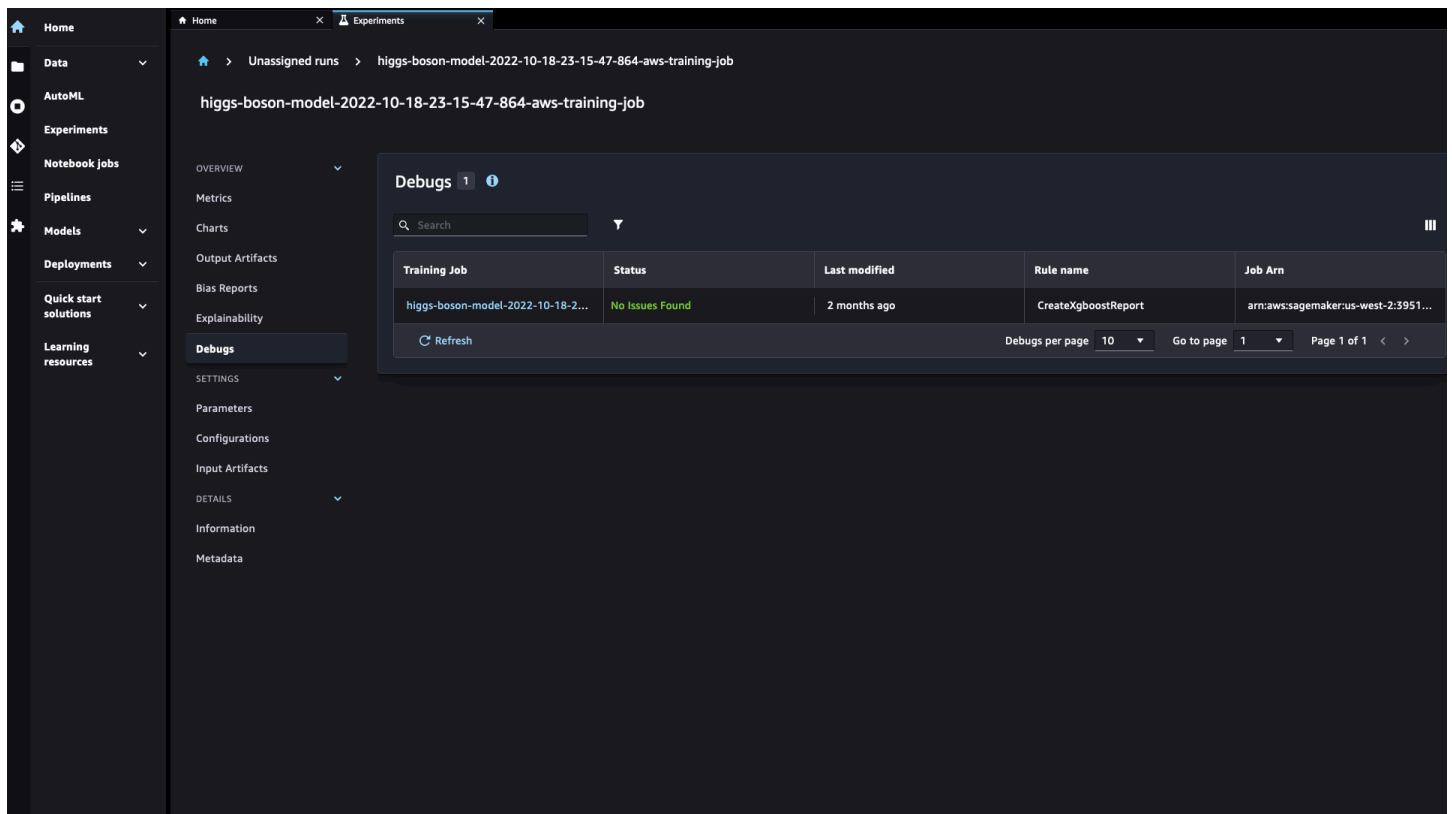 Home
Data
AutoML
Experiments
Notebook jobs
Pipelines
Models
Deployments
Quick start
solutions
Learning
resources
Home
Experiments
Unassigned runs
higgs-boson-model-2022-10-18-23-15-47-864-aws-training-job
higgs-boson-model-2022-10-18-23-15-47-864-aws-training-job
OVERVIEW
Metrics
Charts
Output Artifacts
Bias Reports
Explainability
Debugs
SETTINGS
Parameters
Configurations
Input Artifacts
DETAILS
Information
Metadata
Debugs 1
Search
Training Job Status Last modified Rule name Job Arn
higgs-boson-model-2022-10-18-2... No Issues Found 2 months ago CreateXgboostReport arn:aws:sagemaker:us-west-2:3951...
Refresh Debugs per page 10 Go to page 1 Page 1 of 1